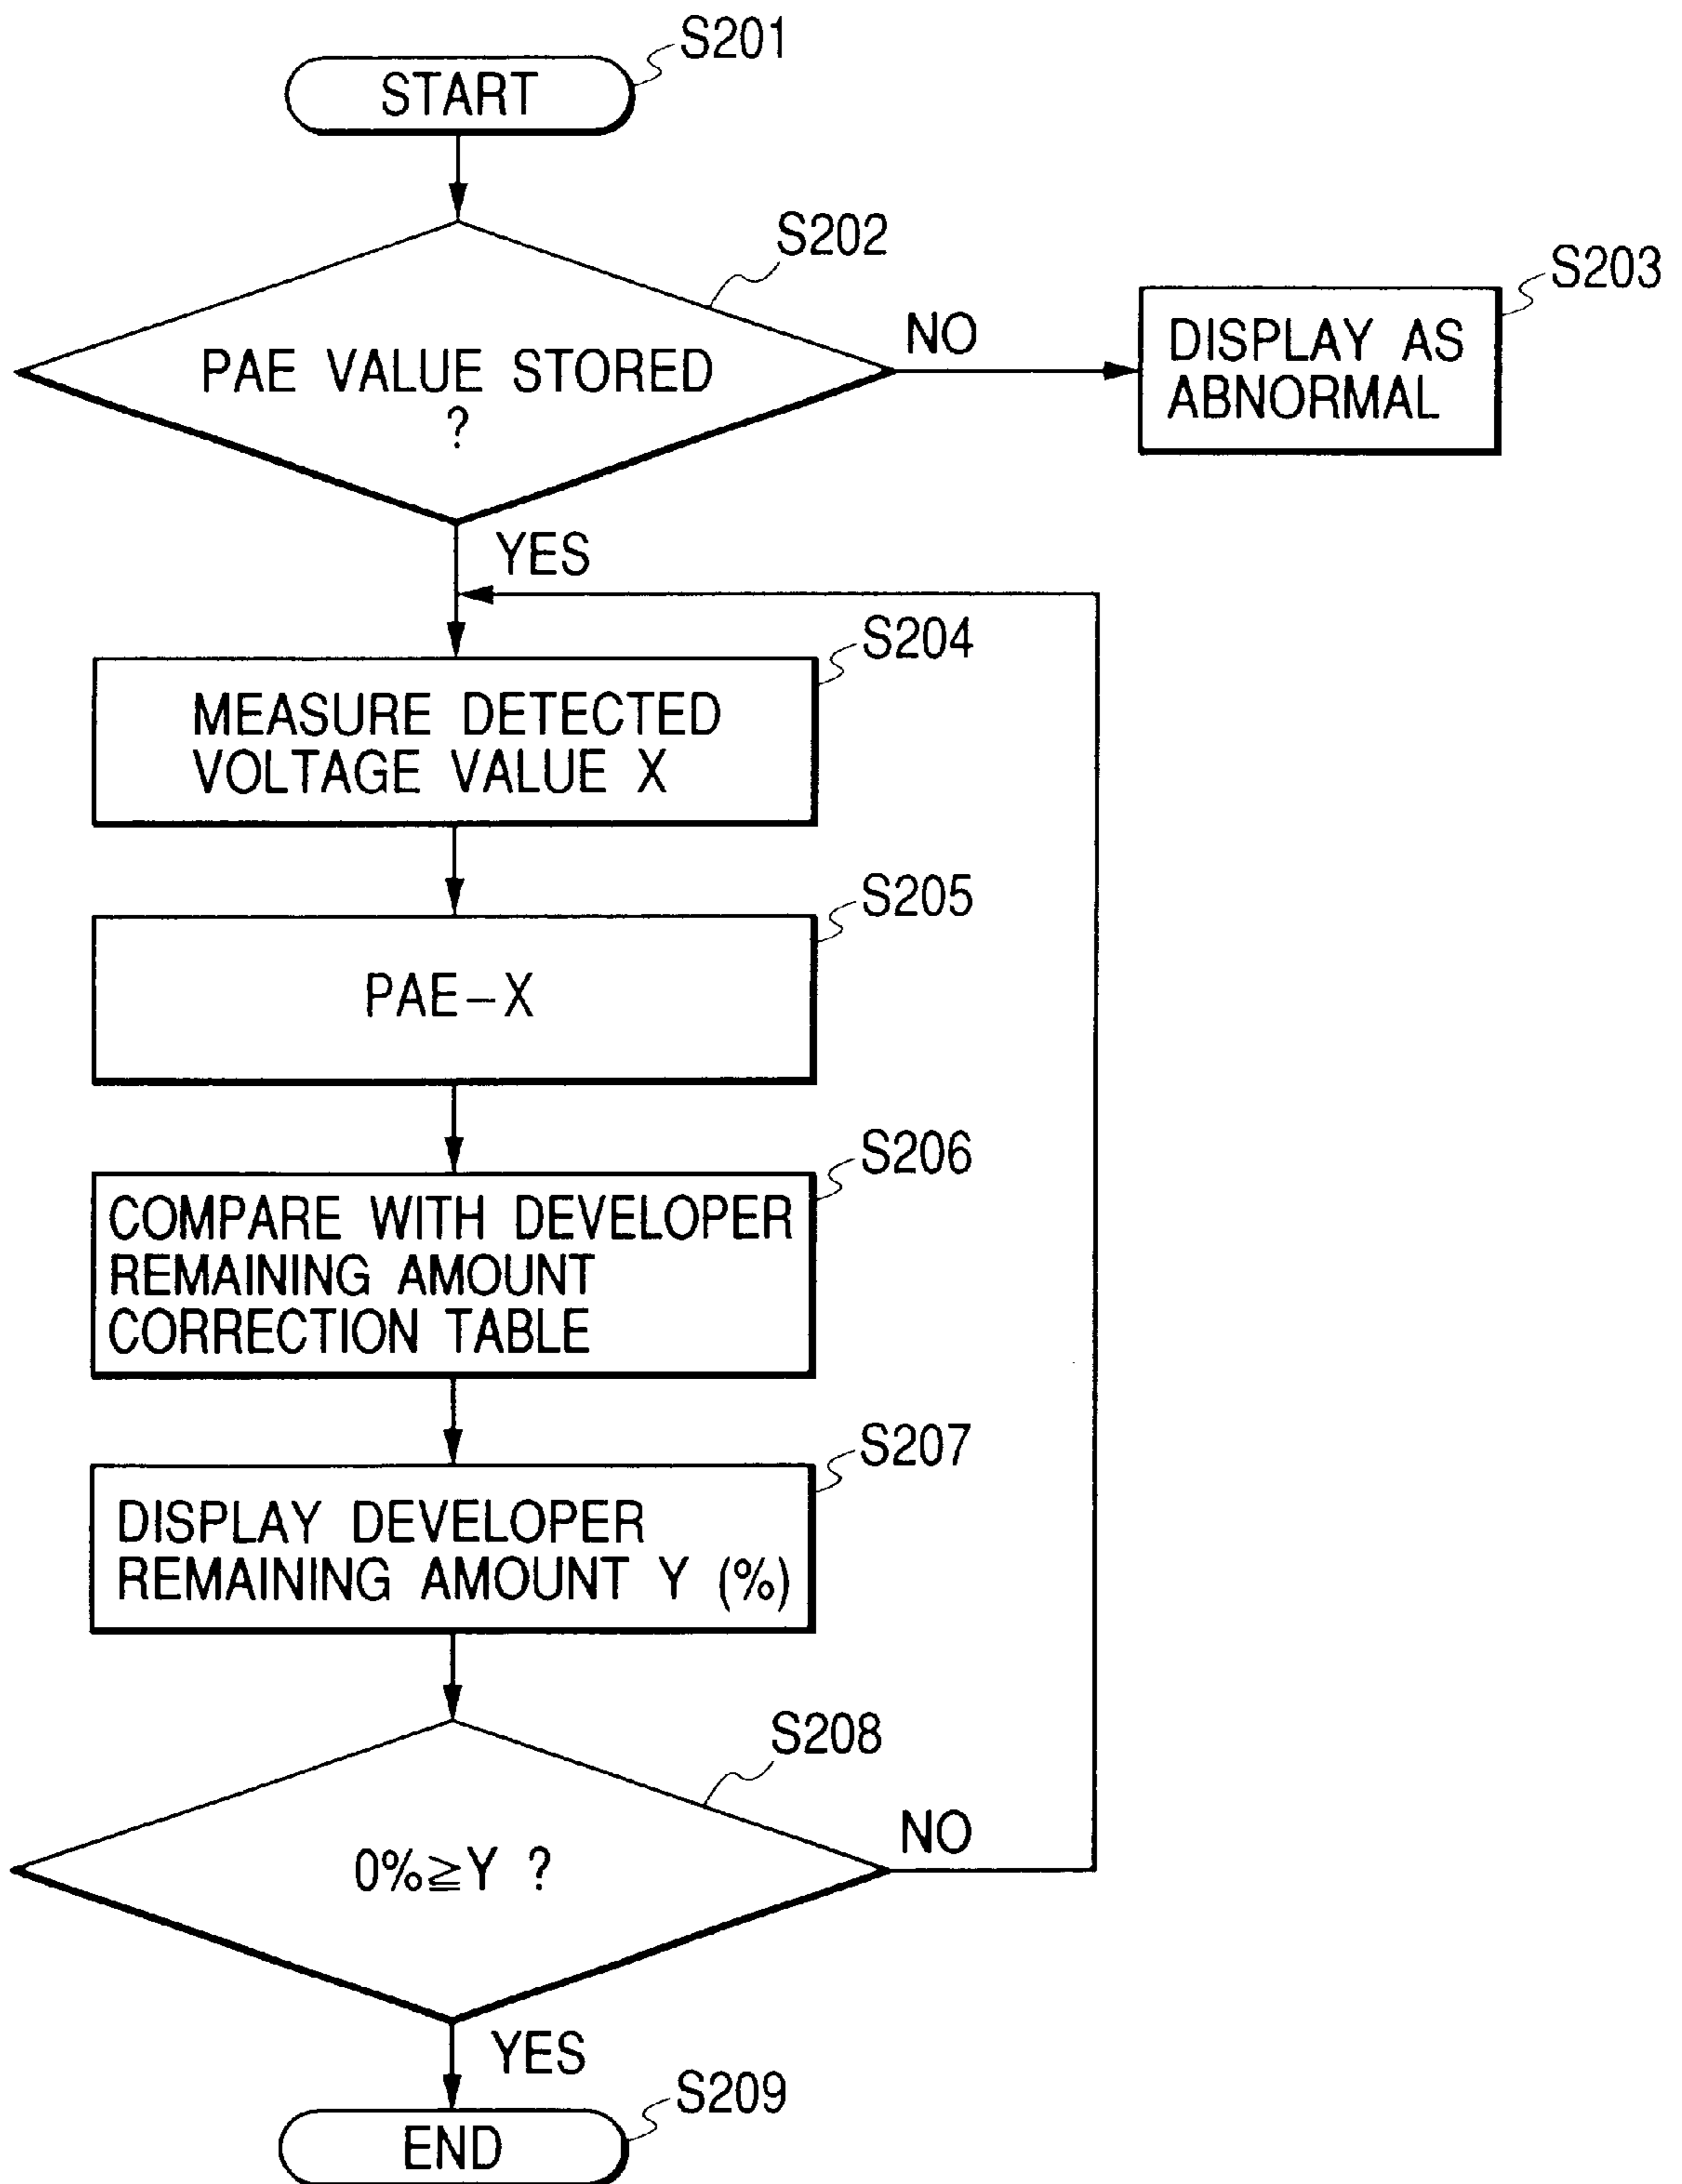 S201
START
S202
S203
PAE VALUE STORED
?
NO
DISPLAY AS
ABNORMAL
YES
S204
MEASURE DETECTED
VOLTAGE VALUE X
S205
PAE–X
S206
COMPARE WITH DEVELOPER
REMAINING AMOUNT
CORRECTION TABLE
S207
DISPLAY DEVELOPER
REMAINING AMOUNT Y (%)
S208
0%≧Y ?
NO
YES
S209
END